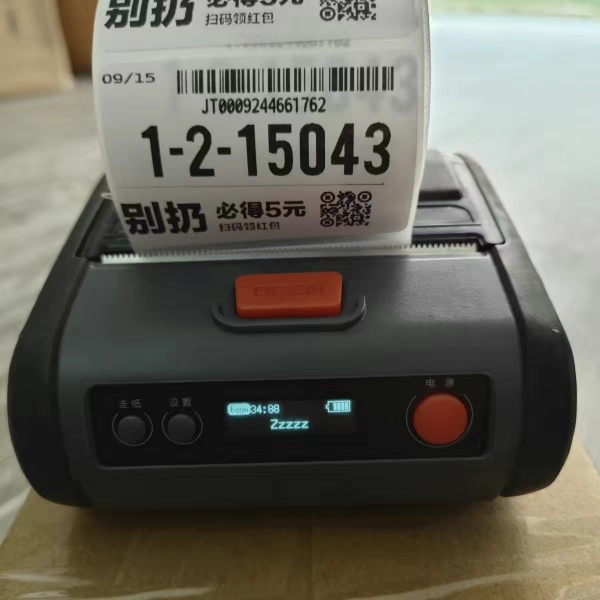 别扔 必得5元
扫码领红包
09/15
JT0009244661762
1-2-15043
别扔 必得5元
扫码领红包
OPEN
电源
走纸 设置
34:88
Zzzzz